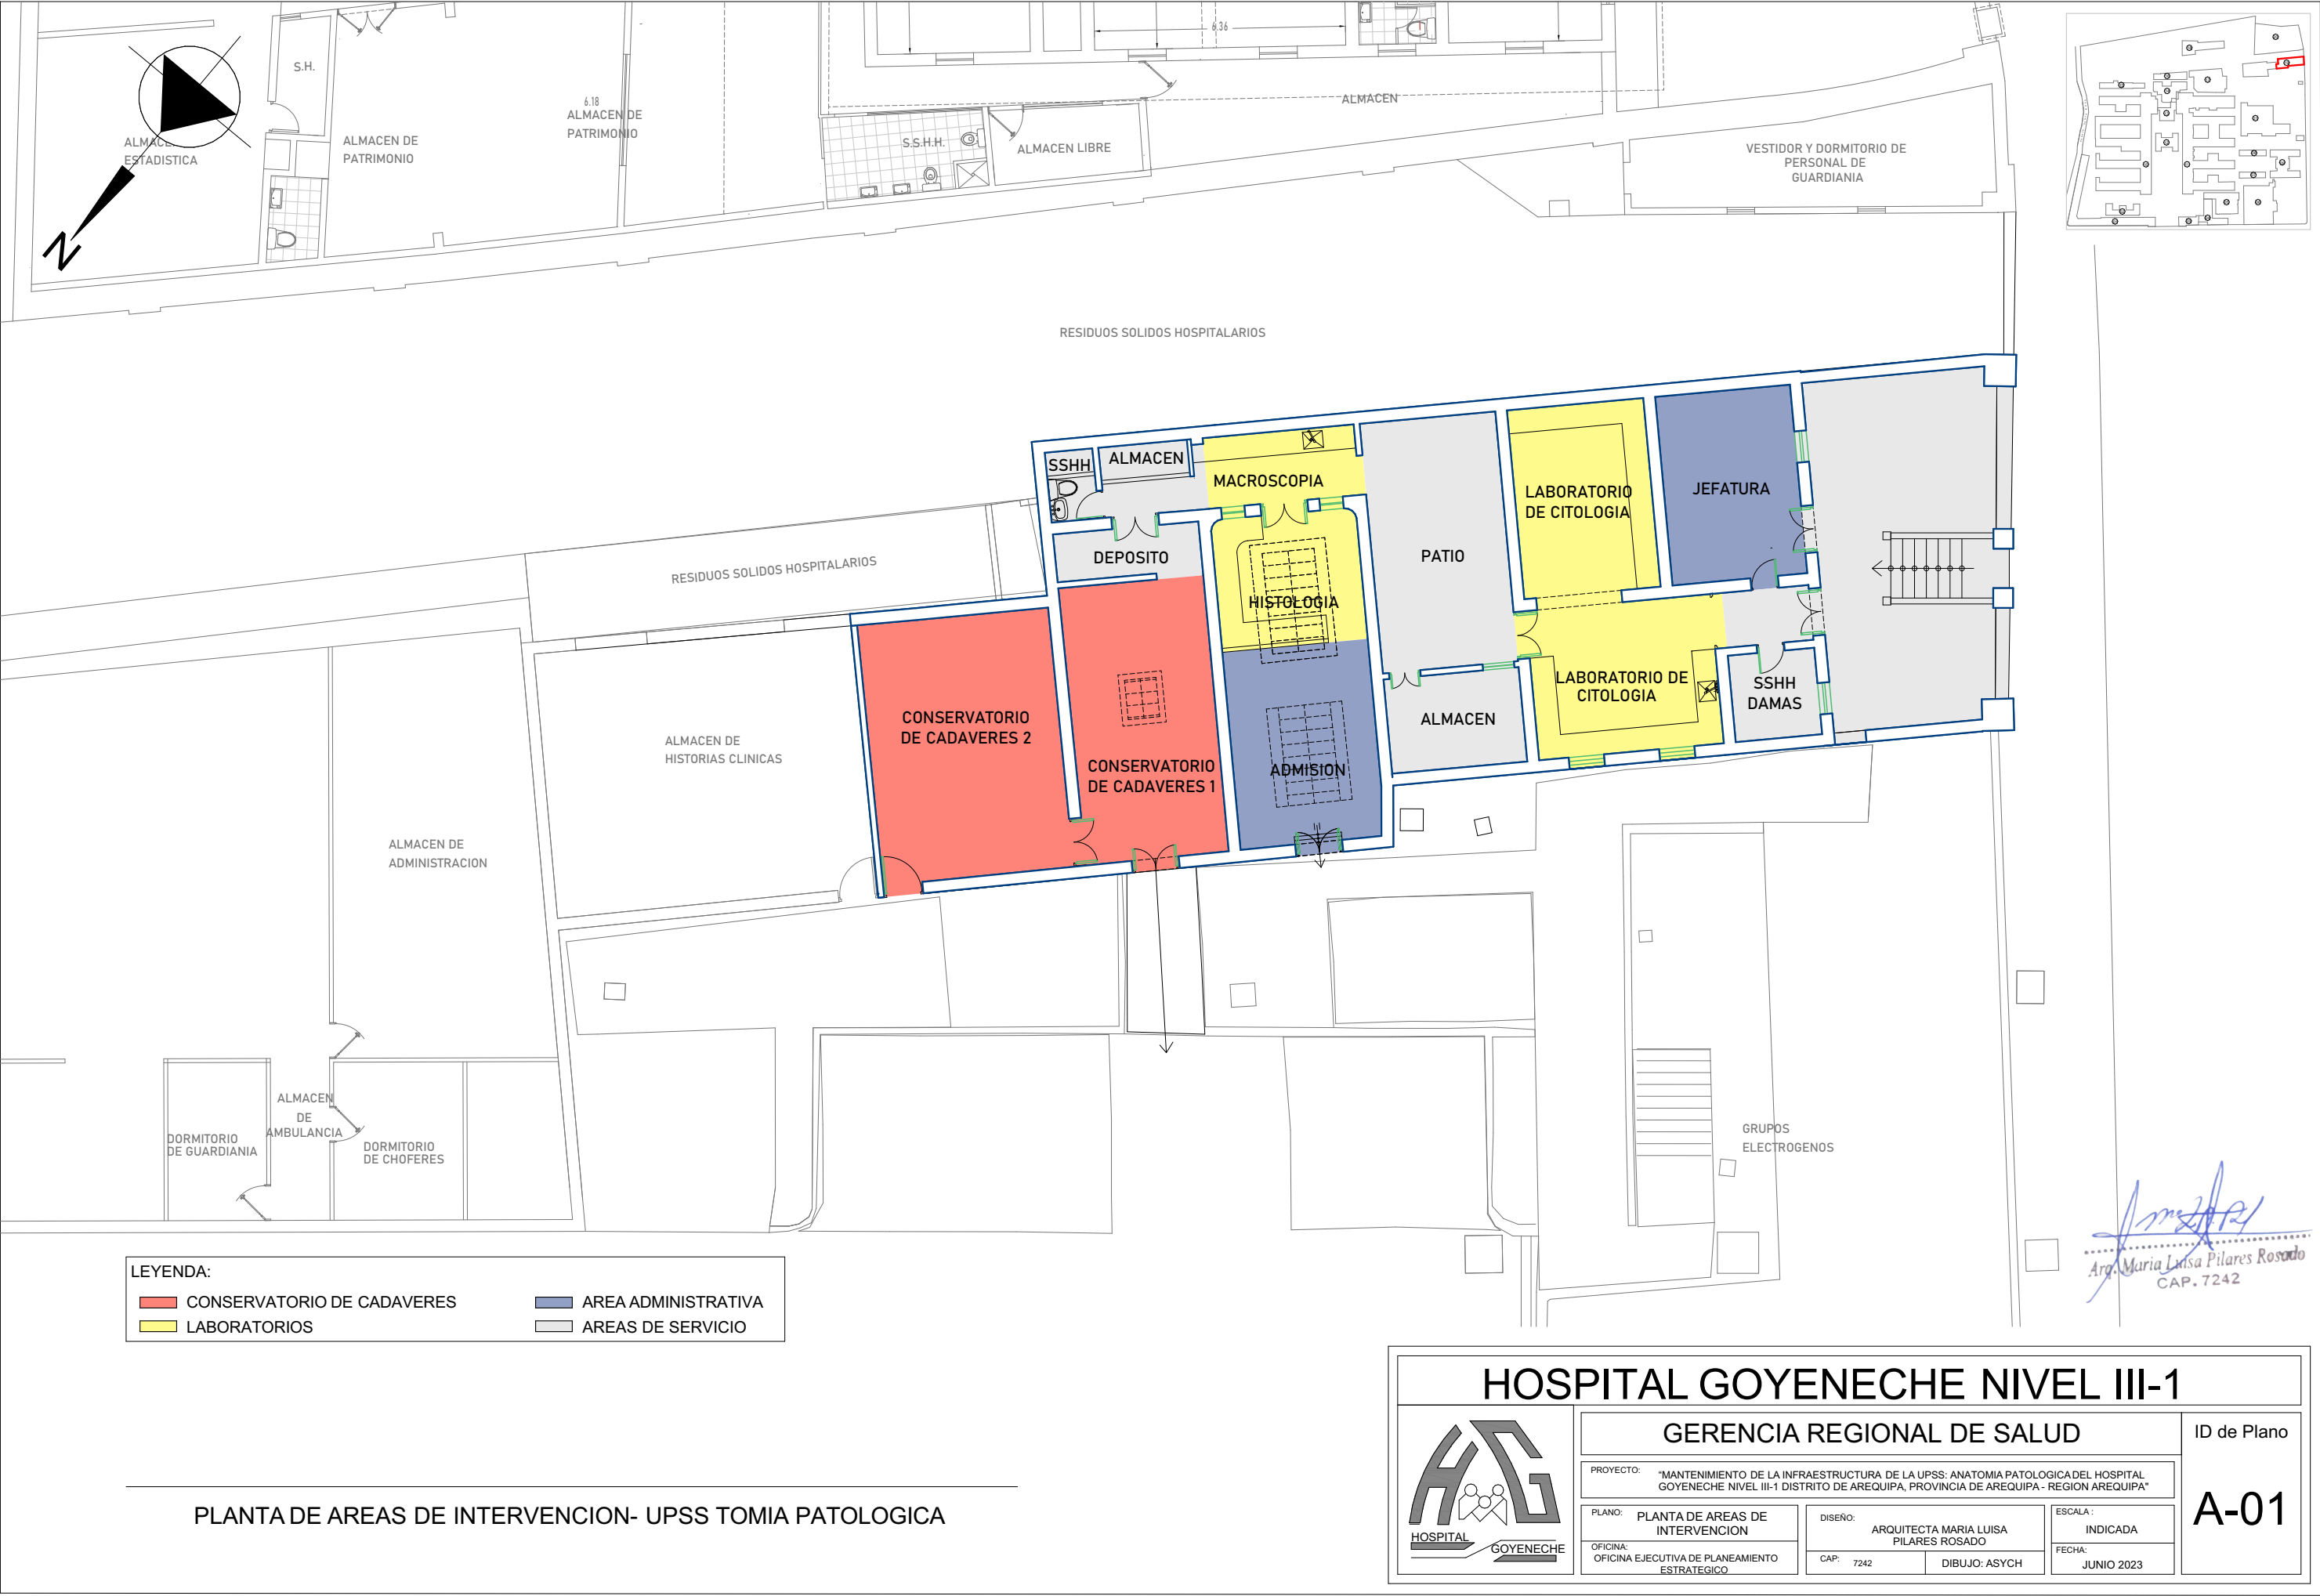 S.H.
6.36
6.18
ALMACEN DE
PATRIMONIO
ALMACEN
ESTADISTICA
ALMACEN DE
PATRIMONIO
S.S.H.H.
ALMACEN LIBRE
ALMACEN
VESTIDOR Y DORMITORIO DE
PERSONAL DE
GUARDIANIA
N
RESIDUOS SOLIDOS HOSPITALARIOS
SSHH
ALMACEN
MACROSCOPIA
LABORATORIO
DE CITOLOGIA
JEFATURA
DEPOSITO
PATIO
RESIDUOS SOLIDOS HOSPITALARIOS
HISTOLOGIA
LABORATORIO DE
CITOLOGIA
SSHH
DAMAS
CONSERVATORIO
DE CADAVERES 2
ALMACEN
ALMACEN DE
HISTORIAS CLINICAS
CONSERVATORIO
DE CADAVERES 1
ADMISION
ALMACEN DE
ADMINISTRACION
ALMACEN
DE
AMBULANCIA
DORMITORIO
DE GUARDIANIA
DORMITORIO
DE CHOFERES
GRUPOS
ELECTROGENOS
Arq. Maria Luisa Pilares Rosado
CAP. 7242
LEYENDA:
CONSERVATORIO DE CADAVERES
AREA ADMINISTRATIVA
LABORATORIOS
AREAS DE SERVICIO
PLANTA DE AREAS DE INTERVENCION- UPSS TOMIA PATOLOGICA
HOSPITAL GOYENECHE NIVEL III-1
GERENCIA REGIONAL DE SALUD
ID de Plano
A-01
HOSPITAL
GOYENECHE
PROYECTO:
"MANTENIMIENTO DE LA INFRAESTRUCTURA DE LA UPSS: ANATOMIA PATOLOGICA DEL HOSPITAL
GOYENECHE NIVEL III-1 DISTRITO DE AREQUIPA, PROVINCIA DE AREQUIPA - REGION AREQUIPA"
PLANO:
PLANTA DE AREAS DE
INTERVENCION
OFICINA:
OFICINA EJECUTIVA DE PLANEAMIENTO
ESTRATEGICO
DISEÑO:
ARQUITECTA MARIA LUISA
PILARES ROSADO
CAP: 7242
DIBUJO: ASYCH
ESCALA :
INDICADA
FECHA:
JUNIO 2023